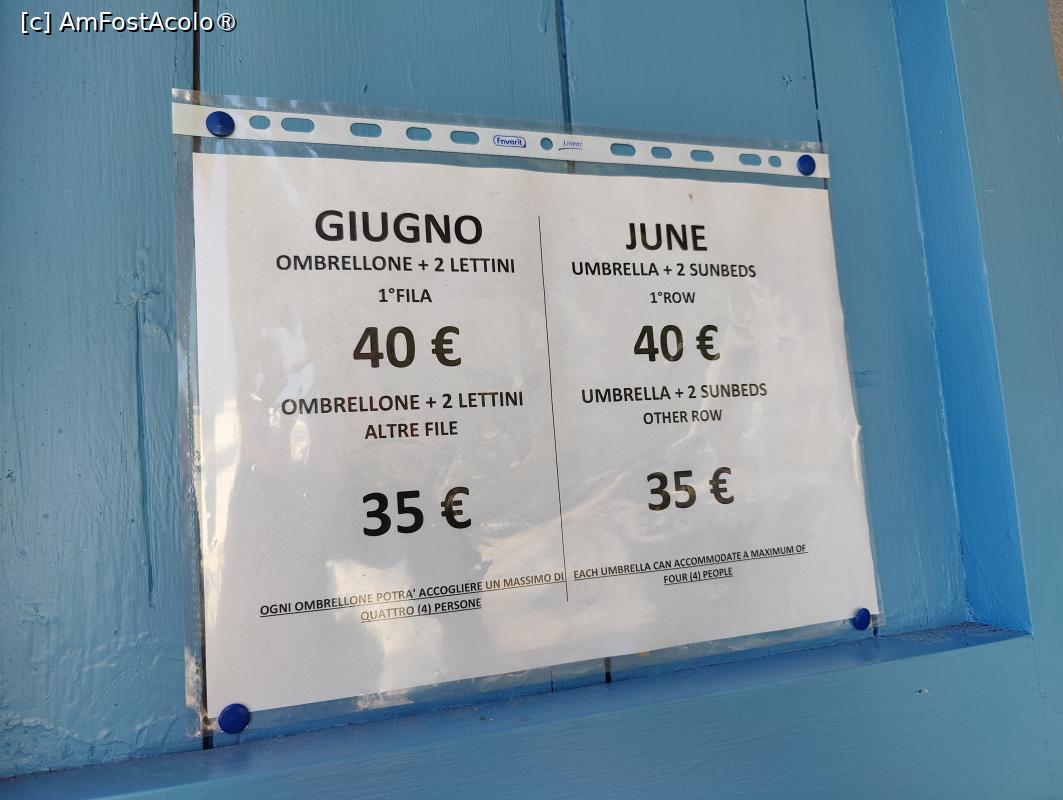 [c] AmFostAcolo®
favorit Linear
GIUGNO
OMBRELLONE + 2 LETTINI
1°FILA
40 €
OMBRELLONE + 2 LETTINI
ALTRE FILE
35 €
OGNI OMBRELLONE POTRA' ACCOGLIERE UN MASSIMO DI
QUATTRO (4) PERSONE
JUNE
UMBRELLA + 2 SUNBEDS
1°ROW
40 €
UMBRELLA + 2 SUNBEDS
OTHER ROW
35 €
EACH UMBRELLA CAN ACCOMMODATE A MAXIMUM OF
FOUR (4) PEOPLE